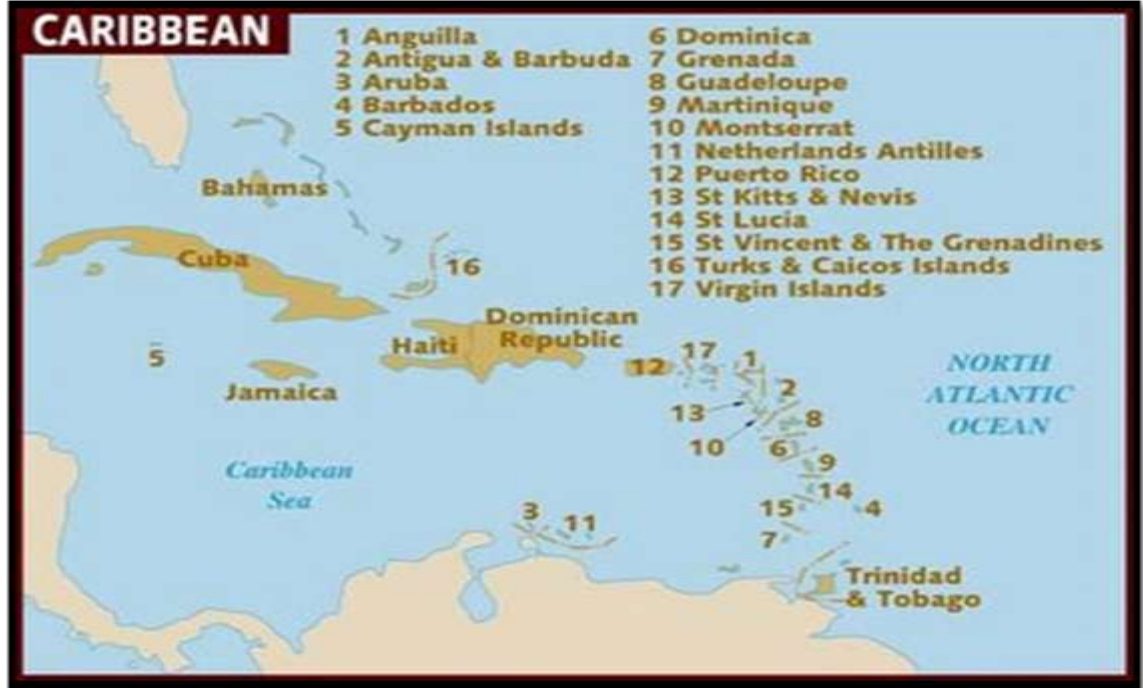 CARIBBEAN
1 Anguilla
2 Antigua & Barbuda
3 Aruba
4 Barbados
5 Cayman Islands
6 Dominica
7 Grenada
8 Guadeloupe
9 Martinique
10 Montserrat
11 Netherlands Antilles
12 Puerto Rico
13 St Kitts & Nevis
14 St Lucia
15 St Vincent & The Grenadines
16 Turks & Caicos Islands
17 Virgin Islands
Bahamas
Cuba
16
Dominican
Republic
Haiti
5
Jamaica
12
17
1
2
13
8
10
6
9
14
15
4
7
3
11
NORTH
ATLANTIC
OCEAN
Caribbean
Sea
Trinidad
& Tobago